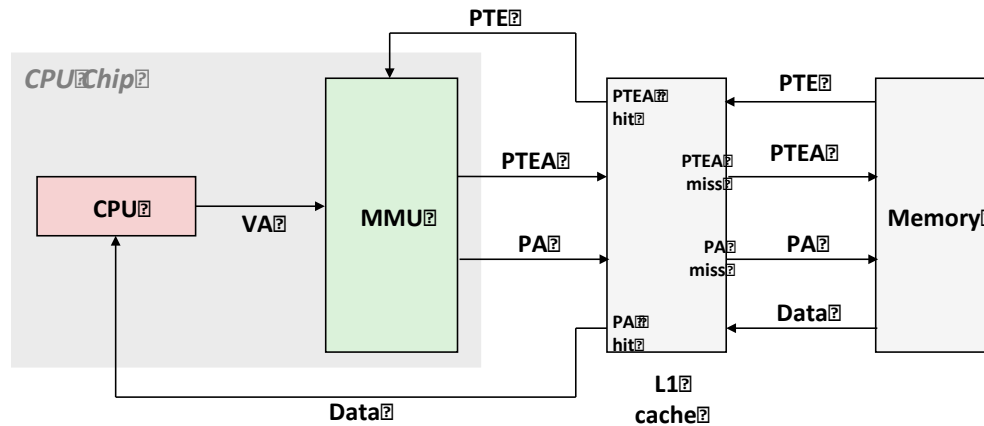 PTE
CPU Chip
PTEA
hit
PTE
PTEA
PTEA
miss
PTEA
CPU
VA
MMU
Memory
PA
PA
miss
PA
PA
hit
Data
Data
L1
cache